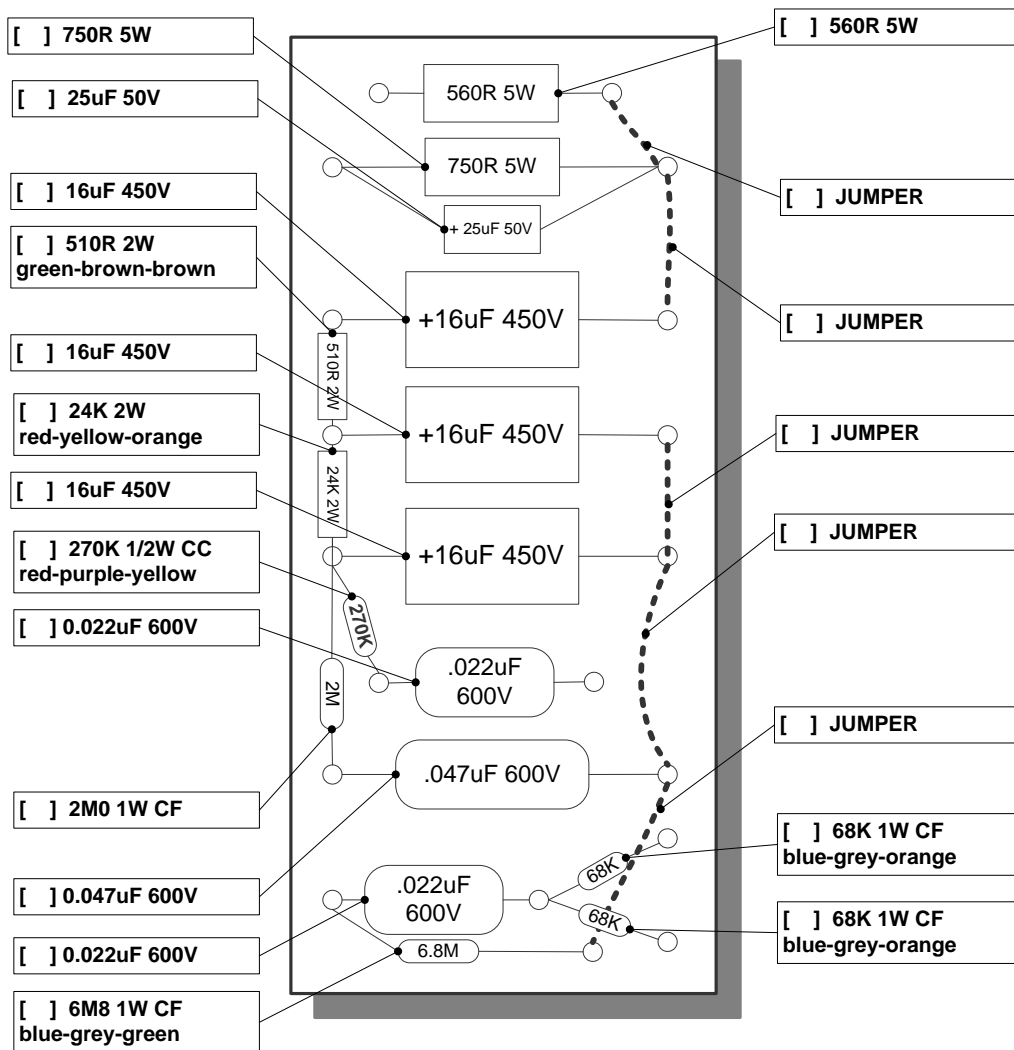 [ ] 750R 5W
[ ] 25uF 50V
[ ] 16uF 450V
[ ] 510R 2W
green-brown-brown
[ ] 16uF 450V
[ ] 24K 2W
red-yellow-orange
[ ] 16uF 450V
[ ] 270K 1/2W CC
red-purple-yellow
[ ] 0.022uF 600V
[ ] 2M0 1W CF
[ ] 0.047uF 600V
[ ] 0.022uF 600V
[ ] 6M8 1W CF
blue-grey-green
560R 5W
750R 5W
+ 25uF 50V
+16uF 450V
510R 2W
+16uF 450V
24K 2W
+16uF 450V
270K
.022uF
600V
2M
.047uF 600V
.022uF
600V
68K
68K
6.8M
[ ] 560R 5W
[ ] JUMPER
[ ] JUMPER
[ ] JUMPER
[ ] JUMPER
[ ] JUMPER
[ ] 68K 1W CF
blue-grey-orange
[ ] 68K 1W CF
blue-grey-orange